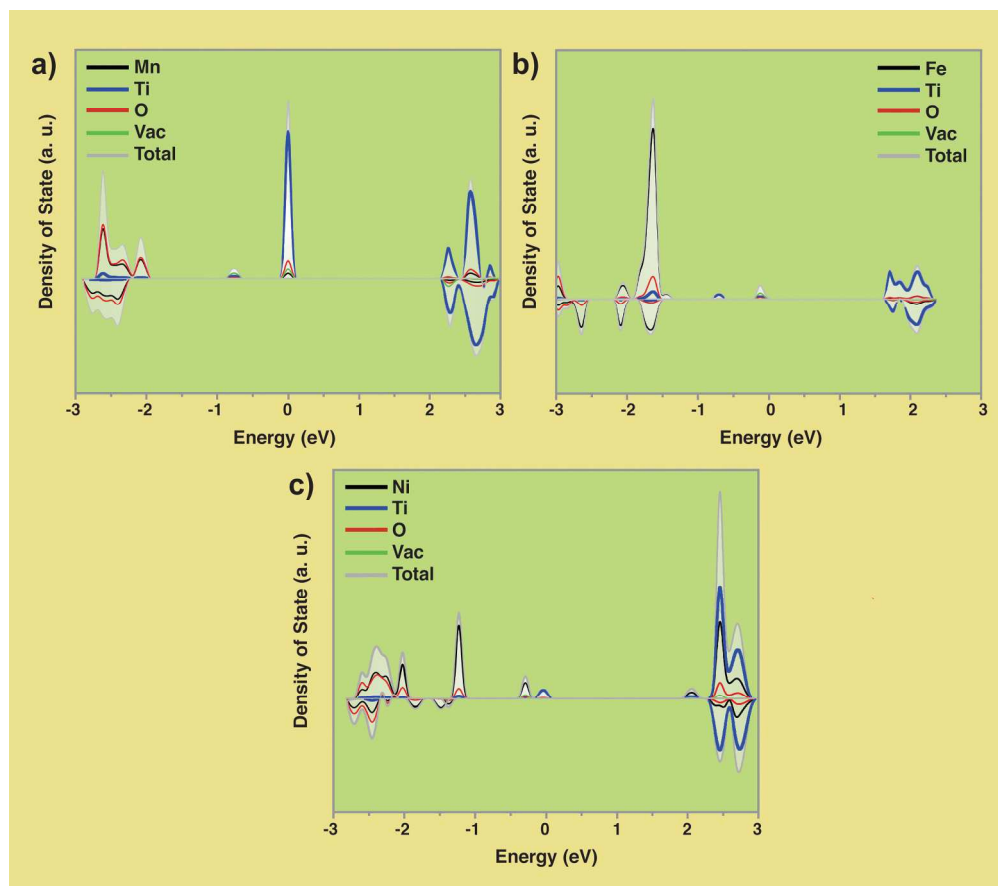 a)
Mn
Ti
O
Vac
Total
Density of State (a. u.)
-3 -2 -1 0 1 2 3
Energy (eV)
b)
Fe
Ti
O
Vac
Total
Density of State (a. u.)
-3 -2 -1 0 1 2 3
Energy (eV)
c)
Ni
Ti
O
Vac
Total
Density of State (a. u.)
-3 -2 -1 0 1 2 3
Energy (eV)